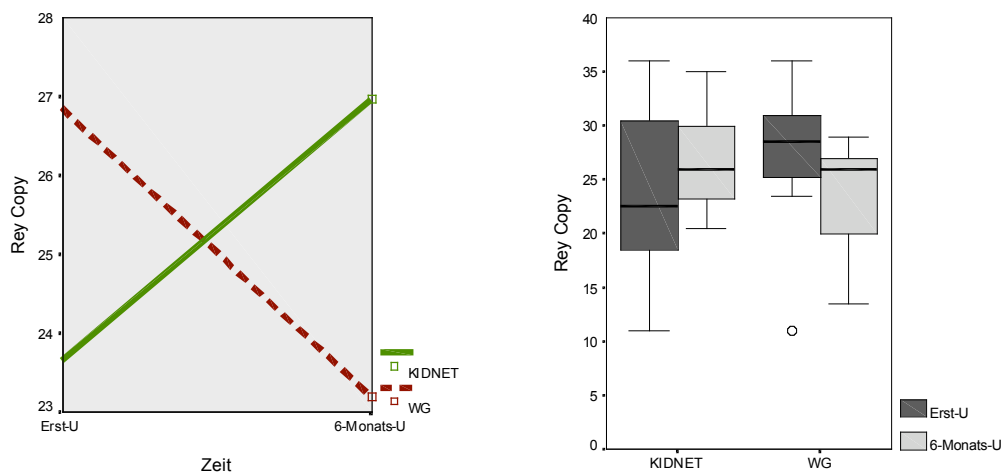 28
27
26
25
24
23
Rey Copy
Erst-U
6-Monats-U
Zeit
KIDNET
WG
40
35
30
25
20
15
10
5
0
Rey Copy
KIDNET
WG
Erst-U
6-Monats-U